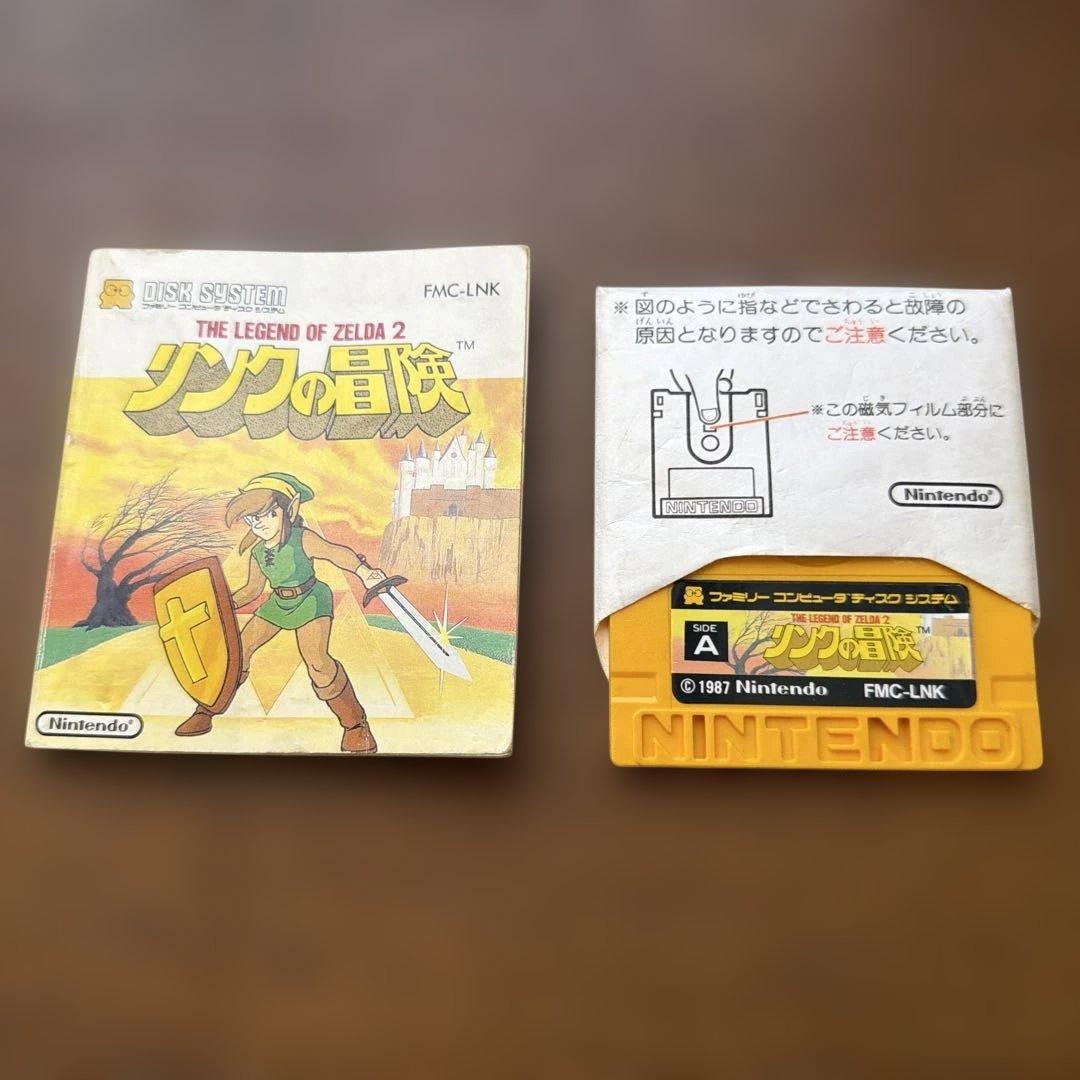 DISK SYSTEM
ファミリー コンピュータ ディスク システム
FMC-LNK
THE LEGEND OF ZELDA 2
リンクの冒険™
Nintendo®
※図のように指などでさわると故障の
原因となりますのでご注意ください。
※この磁気フィルム部分に
ご注意ください。
NINTENDO
Nintendo®
ファミリー コンピュータ ディスク システム
SIDE
A
THE LEGEND OF ZELDA 2
リンクの冒険™
©1987 Nintendo FMC-LNK
NINTENDO